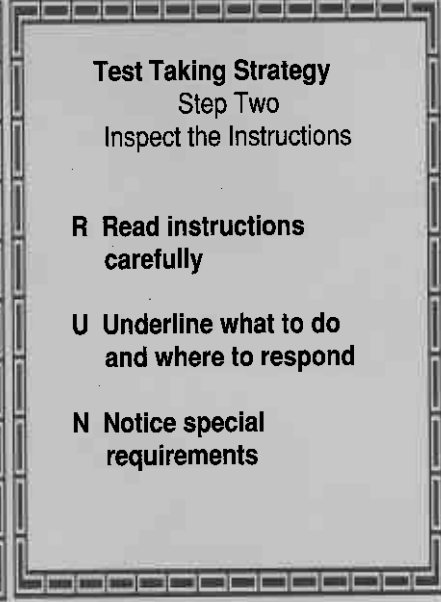 Test Taking Strategy
Step Two
Inspect the Instructions
R Read instructions
carefully
U Underline what to do
and where to respond
N Notice special
requirements